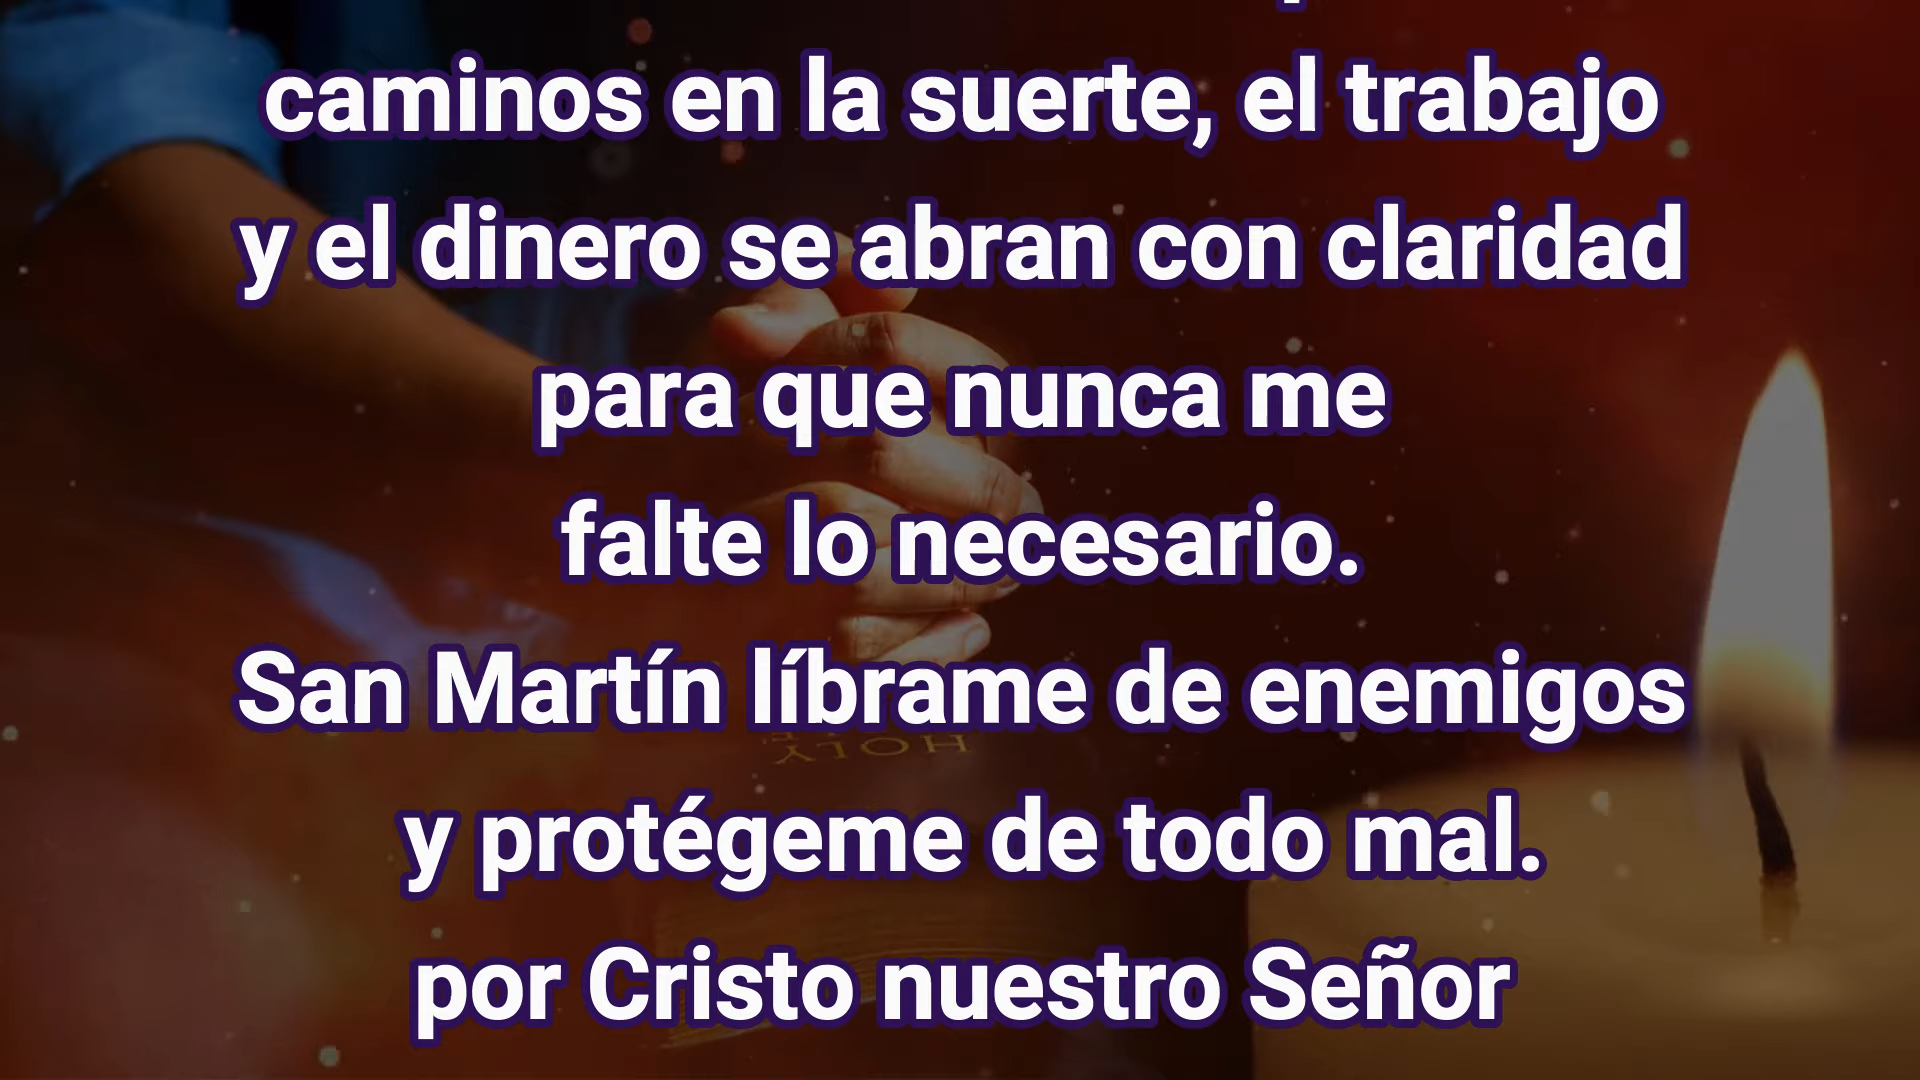 caminos en la suerte, el trabajo
y el dinero se abran con claridad
para que nunca me
falte lo necesario.
San Martín líbrame de enemigos
HOLY
y protégeme de todo mal.
por Cristo nuestro Señor